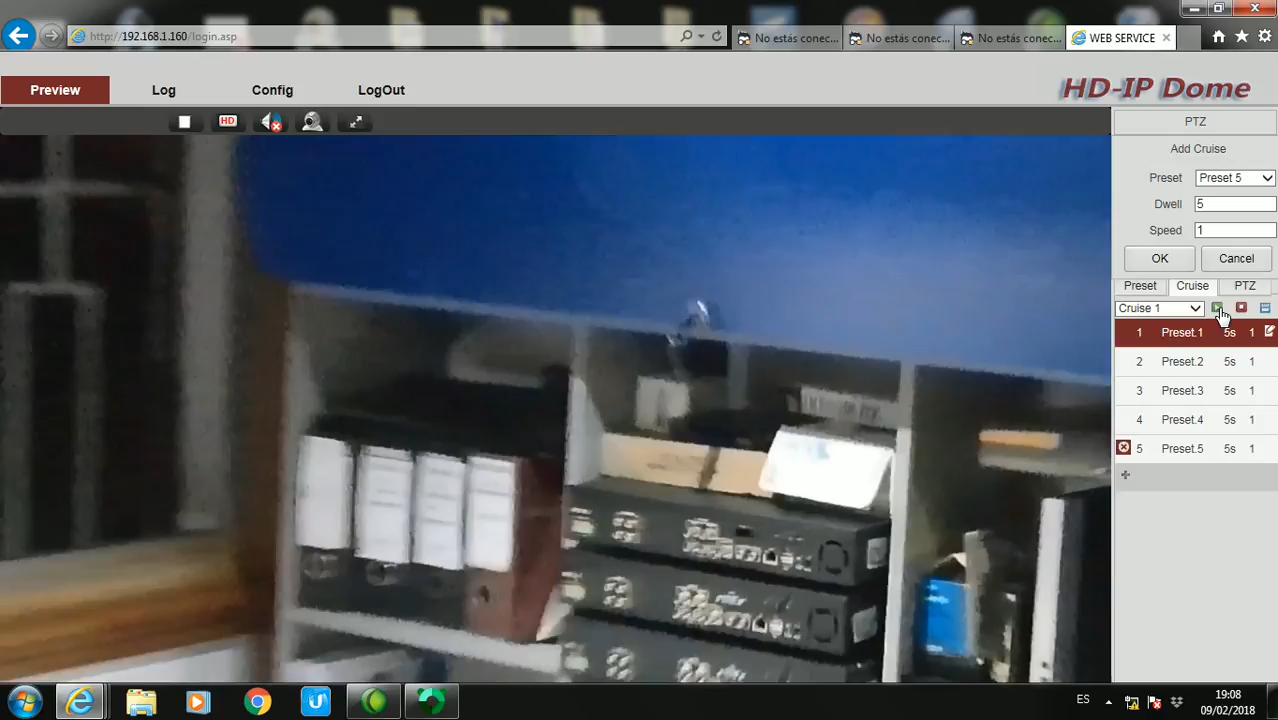 http://192.168.1.160/login.asp
No estás conec...
No estás conec...
No estás conec...
WEB SERVICE
Preview
Log
Config
LogOut
HD-IP Dome
HD
PTZ
Add Cruise
Preset
Preset 5
Dwell
5
Speed
1
OK
Cancel
Preset
Cruise
PTZ
Cruise 1
1 Preset.1 5s 1
2 Preset.2 5s 1
3 Preset.3 5s 1
4 Preset.4 5s 1
5 Preset.5 5s 1
ES
19:08
09/02/2018